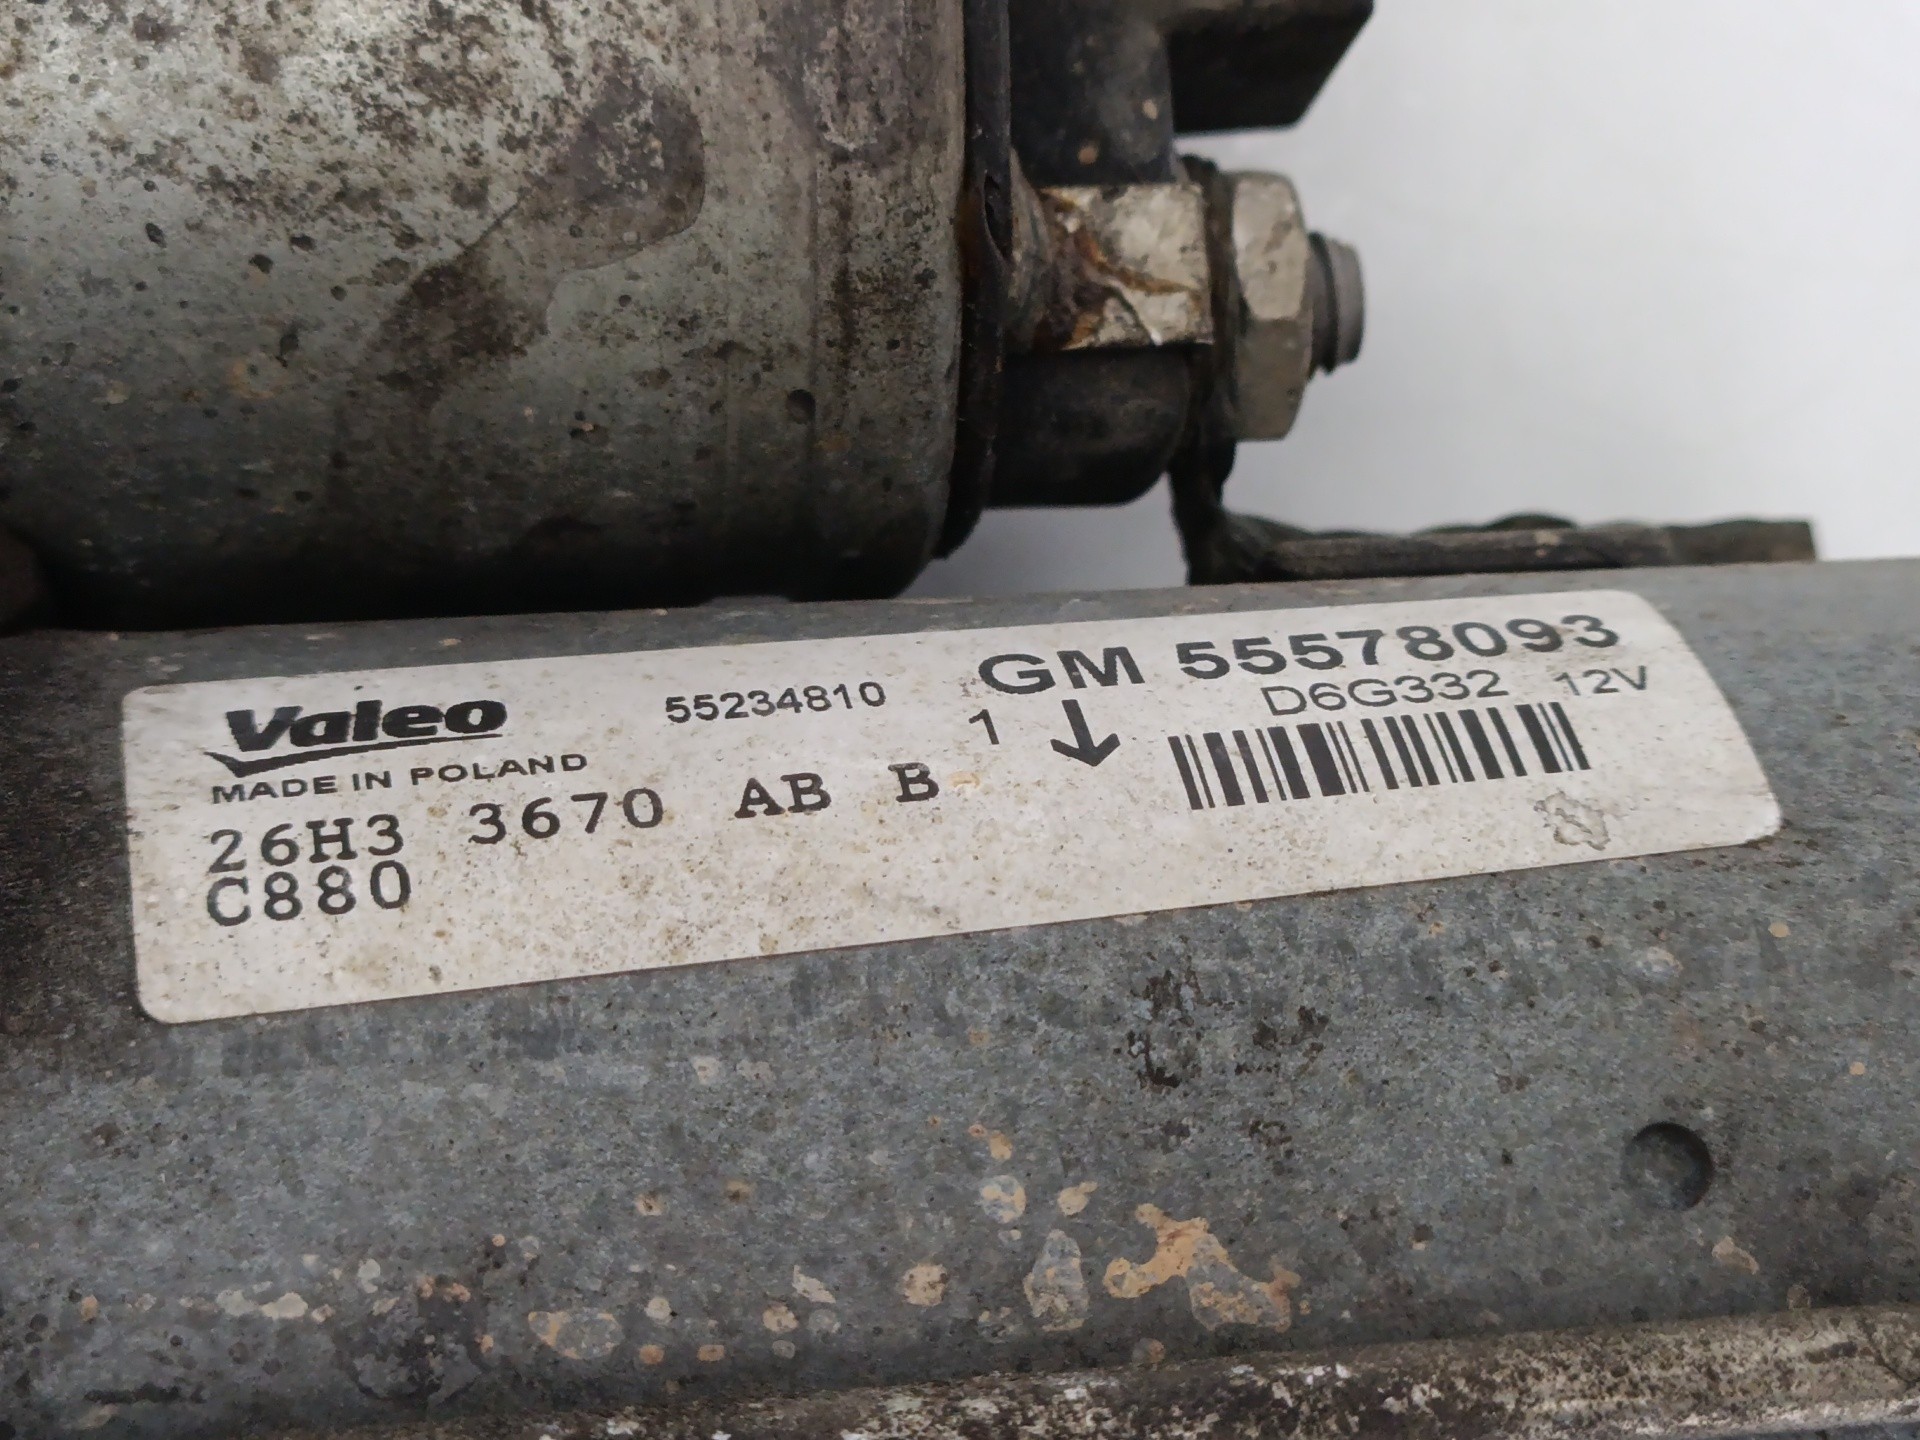 Valeo 55234810 GM 55578093
MADE IN POLAND 1 D6G332 12V
26H3 3670 AB B
C880